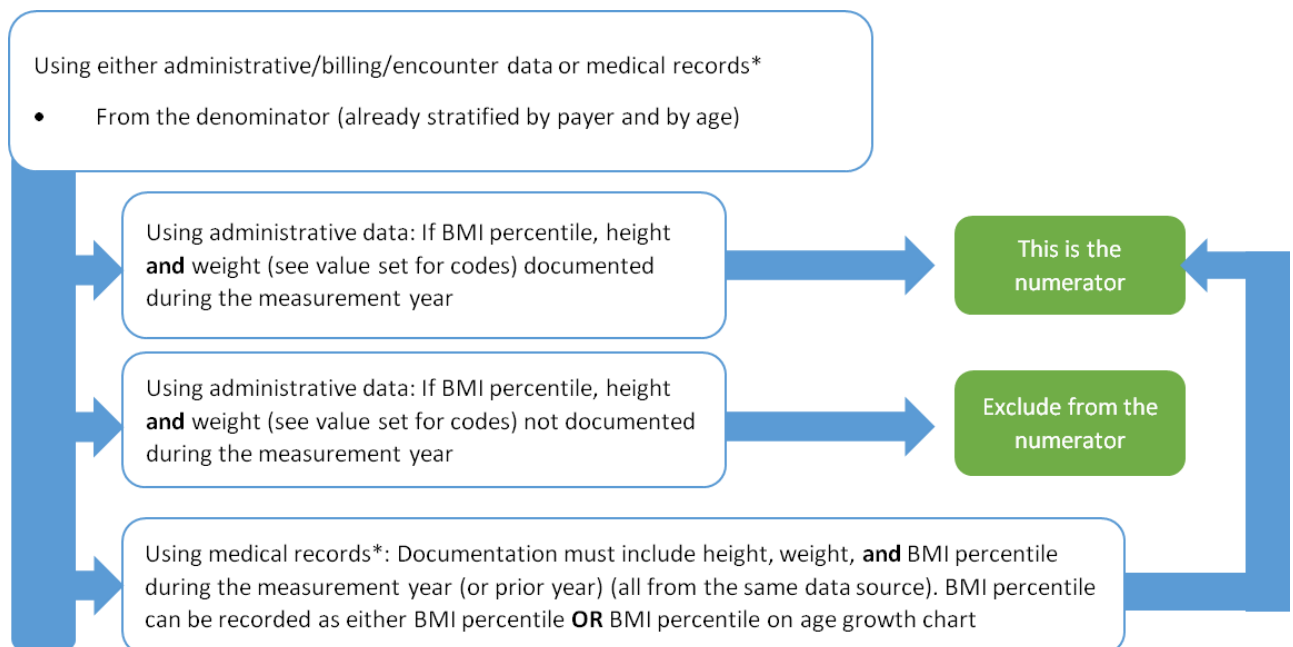 Using either administrative/billing/encounter data or medical records*
• From the denominator (already stratified by payer and by age)
Using administrative data: If BMI percentile, height
and weight (see value set for codes) documented
during the measurement year
This is the
numerator
Using administrative data: If BMI percentile, height
and weight (see value set for codes) not documented
during the measurement year
Exclude from the
numerator
Using medical records*: Documentation must include height, weight, and BMI percentile
during the measurement year (or prior year) (all from the same data source). BMI percentile
can be recorded as either BMI percentile OR BMI percentile on age growth chart